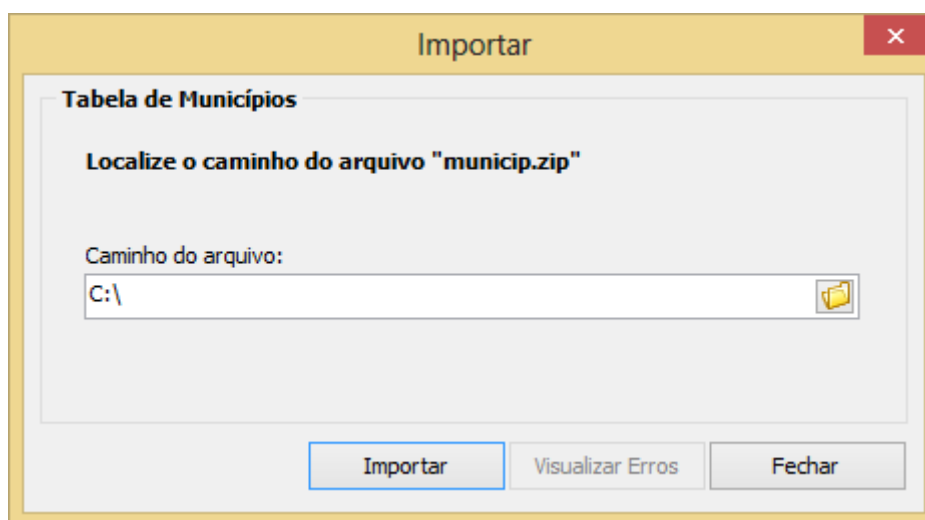 Importar
Tabela de Municípios
Localize o caminho do arquivo "municip.zip"
Caminho do arquivo:
C:\
Importar Visualizar Erros Fechar